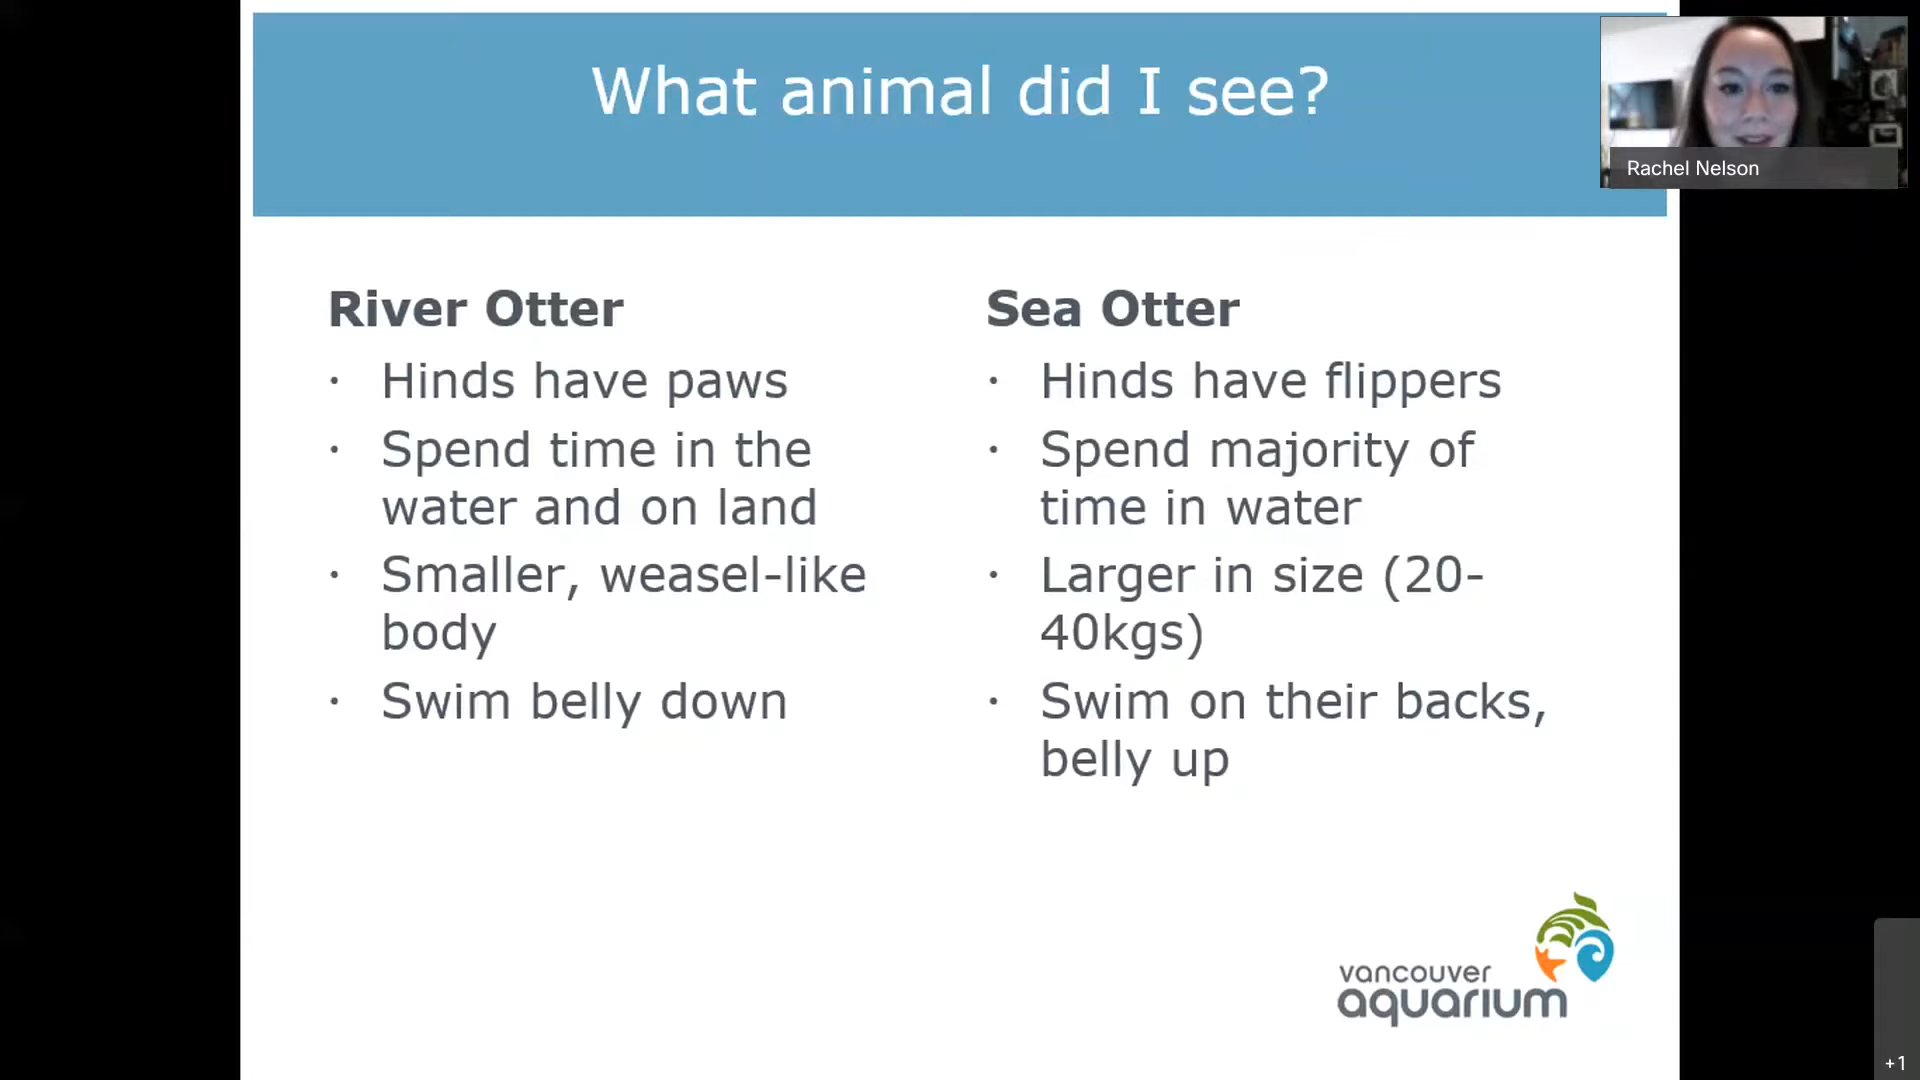 What animal did I see?
Rachel Nelson
River Otter
· Hinds have paws
· Spend time in the
water and on land
· Smaller, weasel-like
body
· Swim belly down
Sea Otter
· Hinds have flippers
· Spend majority of
time in water
· Larger in size (20-
40kgs)
· Swim on their backs,
belly up
vancouver
aquarium
+1